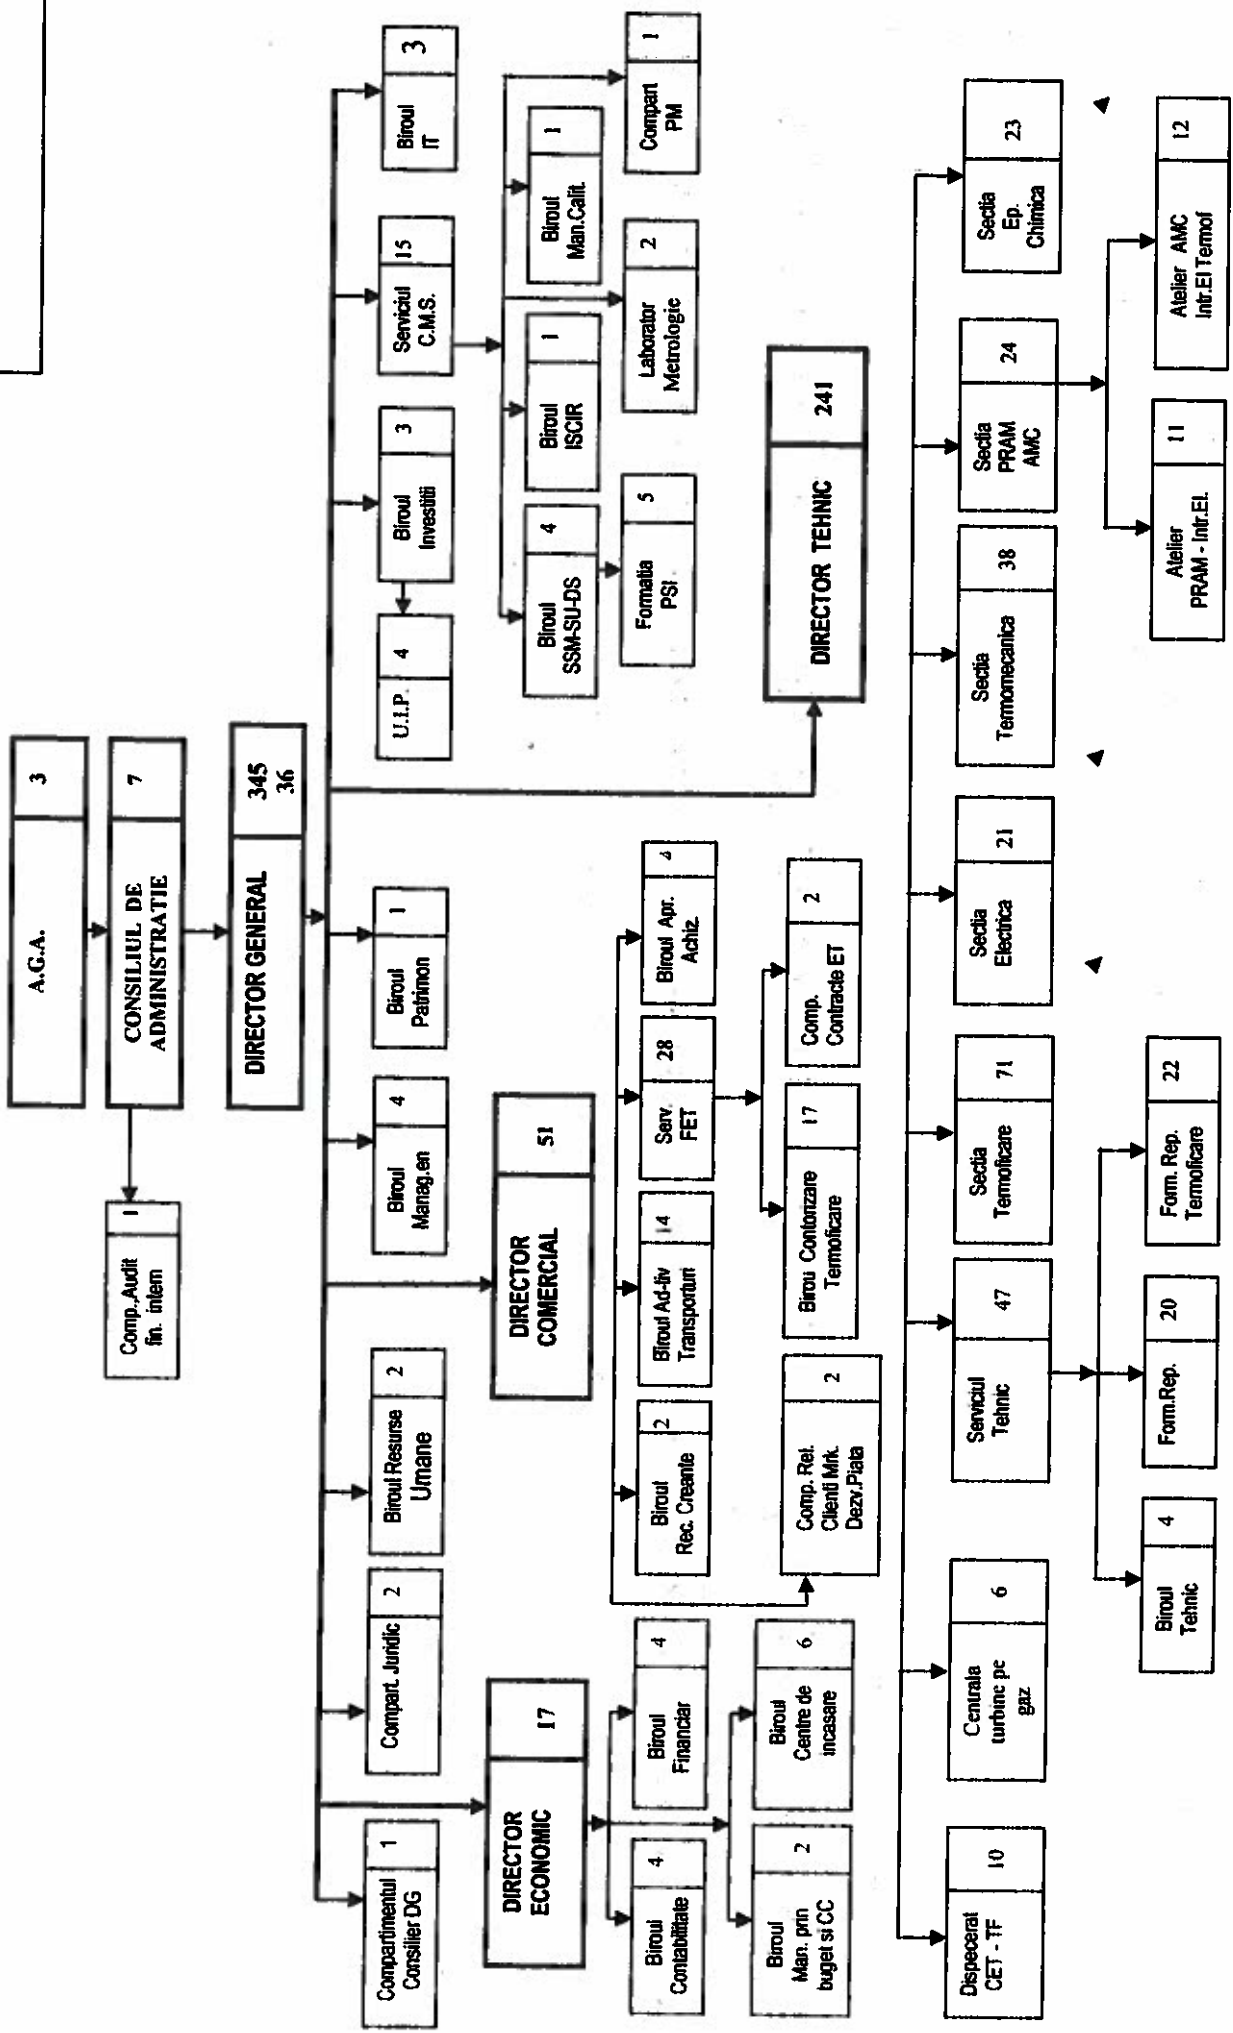 A.G.A.
3
CONSILIUL DE
ADMINISTRATIE
7
Comp.,Audit
fin. intern
1
DIRECTOR GENERAL
345
36
Compartimentul
Consilier DG
1
Compart. Juridic
2
Biroul Resurse
Umane
2
Biroul
Manag.en
4
Biroul
Patrimon
1
U.I.P.
4
Biroul
Investitii
3
Serviciul
C.M.S.
15
Biroul
IT
3
Biroul
SSM-SU-DS
4
Biroul
ISCIR
1
Biroul
Man.Calit.
1
Formatia
PSI
5
Laborator
Metrologic
2
Compart
PM
1
DIRECTOR
ECONOMIC
17
DIRECTOR
COMERCIAL
51
DIRECTOR TEHNIC
241
Biroul
Contabilitate
4
Biroul
Financiar
4
Biroul
Man. prin
buget si CC
2
Biroul
Centre de
incasare
6
Biroul
Rec. Creante
2
Biroul Ad-tiv
Transporturi
14
Serv.
FET
28
Biroul Apr.
Achiz.
Comp. Rel.
Clienti Mrk.
Dezv.Piata
2
Birou Contorizare
Termoficare
17
Comp.
Contracte ET
2
Dispecerat
CET - TF
10
Centrala
turbine pe
gaz
6
Serviciul
Tehnic
47
Sectia
Termoficare
71
Sectia
Electrica
21
Sectia
Termomecanica
38
Sectia
PRAM
AMC
24
Sectia
Ep.
Chimica
23
Biroul
Tehnic
4
Form.Rep.
20
Form. Rep.
Termoficare
22
Atelier
PRAM - Intr.El.
11
Atelier AMC
Intr.El Termof
12